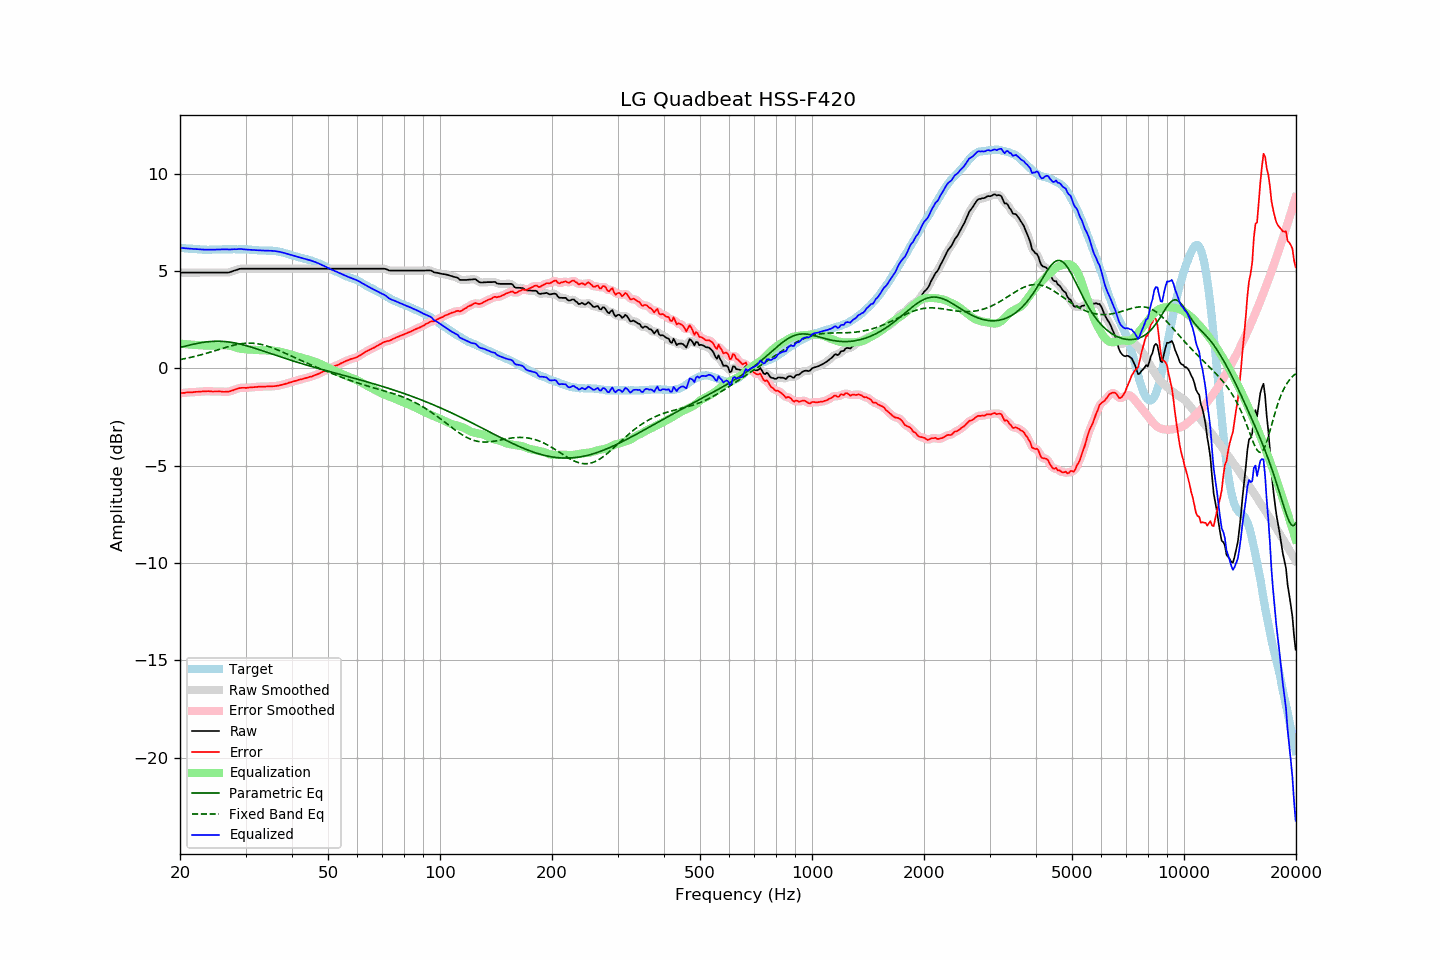 LG Quadbeat HSS-F420
Amplitude (dBr)
10
5
0
−5
−10
−15
−20
Target
Raw Smoothed
Error Smoothed
Raw
Error
Equalization
Parametric Eq
Fixed Band Eq
Equalized
20 50 100 200 500 1000 2000 5000 10000 20000
Frequency (Hz)